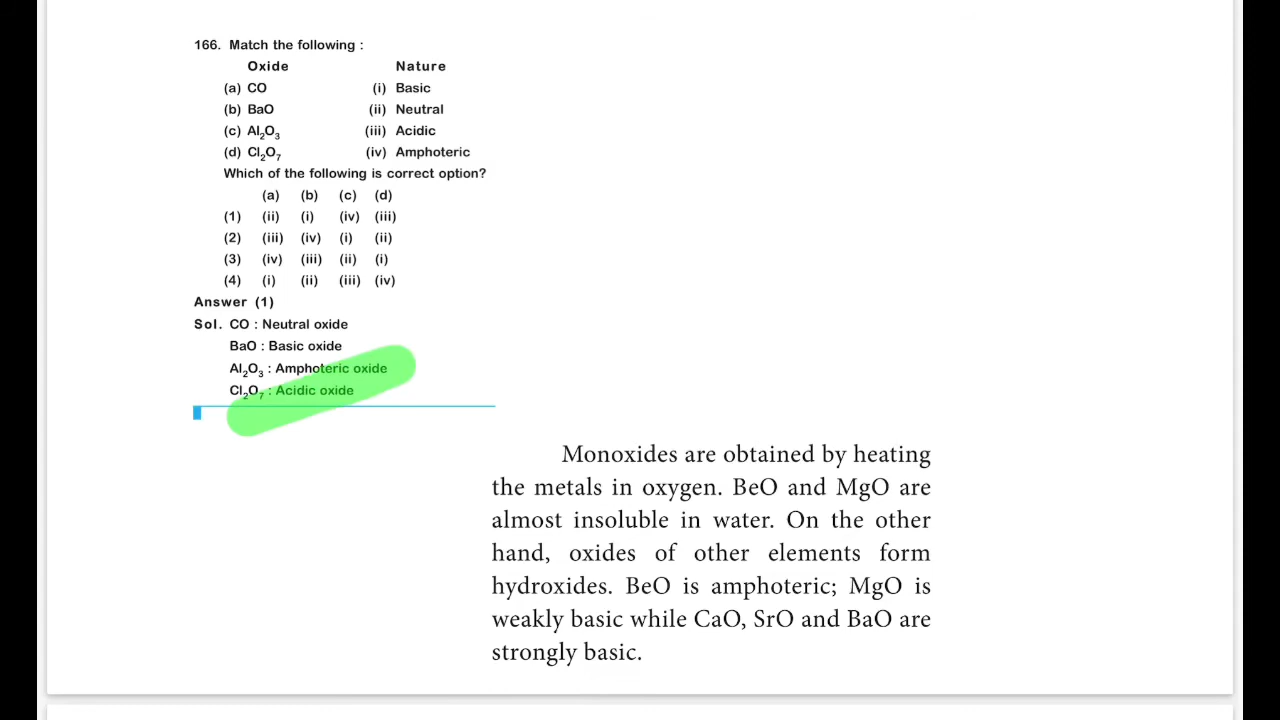 166. Match the following :
Oxide Nature
(a) CO (i) Basic
(b) BaO (ii) Neutral
(c) Al₂O₃ (iii) Acidic
(d) Cl₂O₇ (iv) Amphoteric
Which of the following is correct option?
(a) (b) (c) (d)
(1) (ii) (i) (iv) (iii)
(2) (iii) (iv) (i) (ii)
(3) (iv) (iii) (ii) (i)
(4) (i) (ii) (iii) (iv)
Answer (1)
Sol. CO : Neutral oxide
BaO : Basic oxide
Al₂O₃ : Amphoteric oxide
Cl₂O₇ : Acidic oxide
Monoxides are obtained by heating
the metals in oxygen. BeO and MgO are
almost insoluble in water. On the other
hand, oxides of other elements form
hydroxides. BeO is amphoteric; MgO is
weakly basic while CaO, SrO and BaO are
strongly basic.